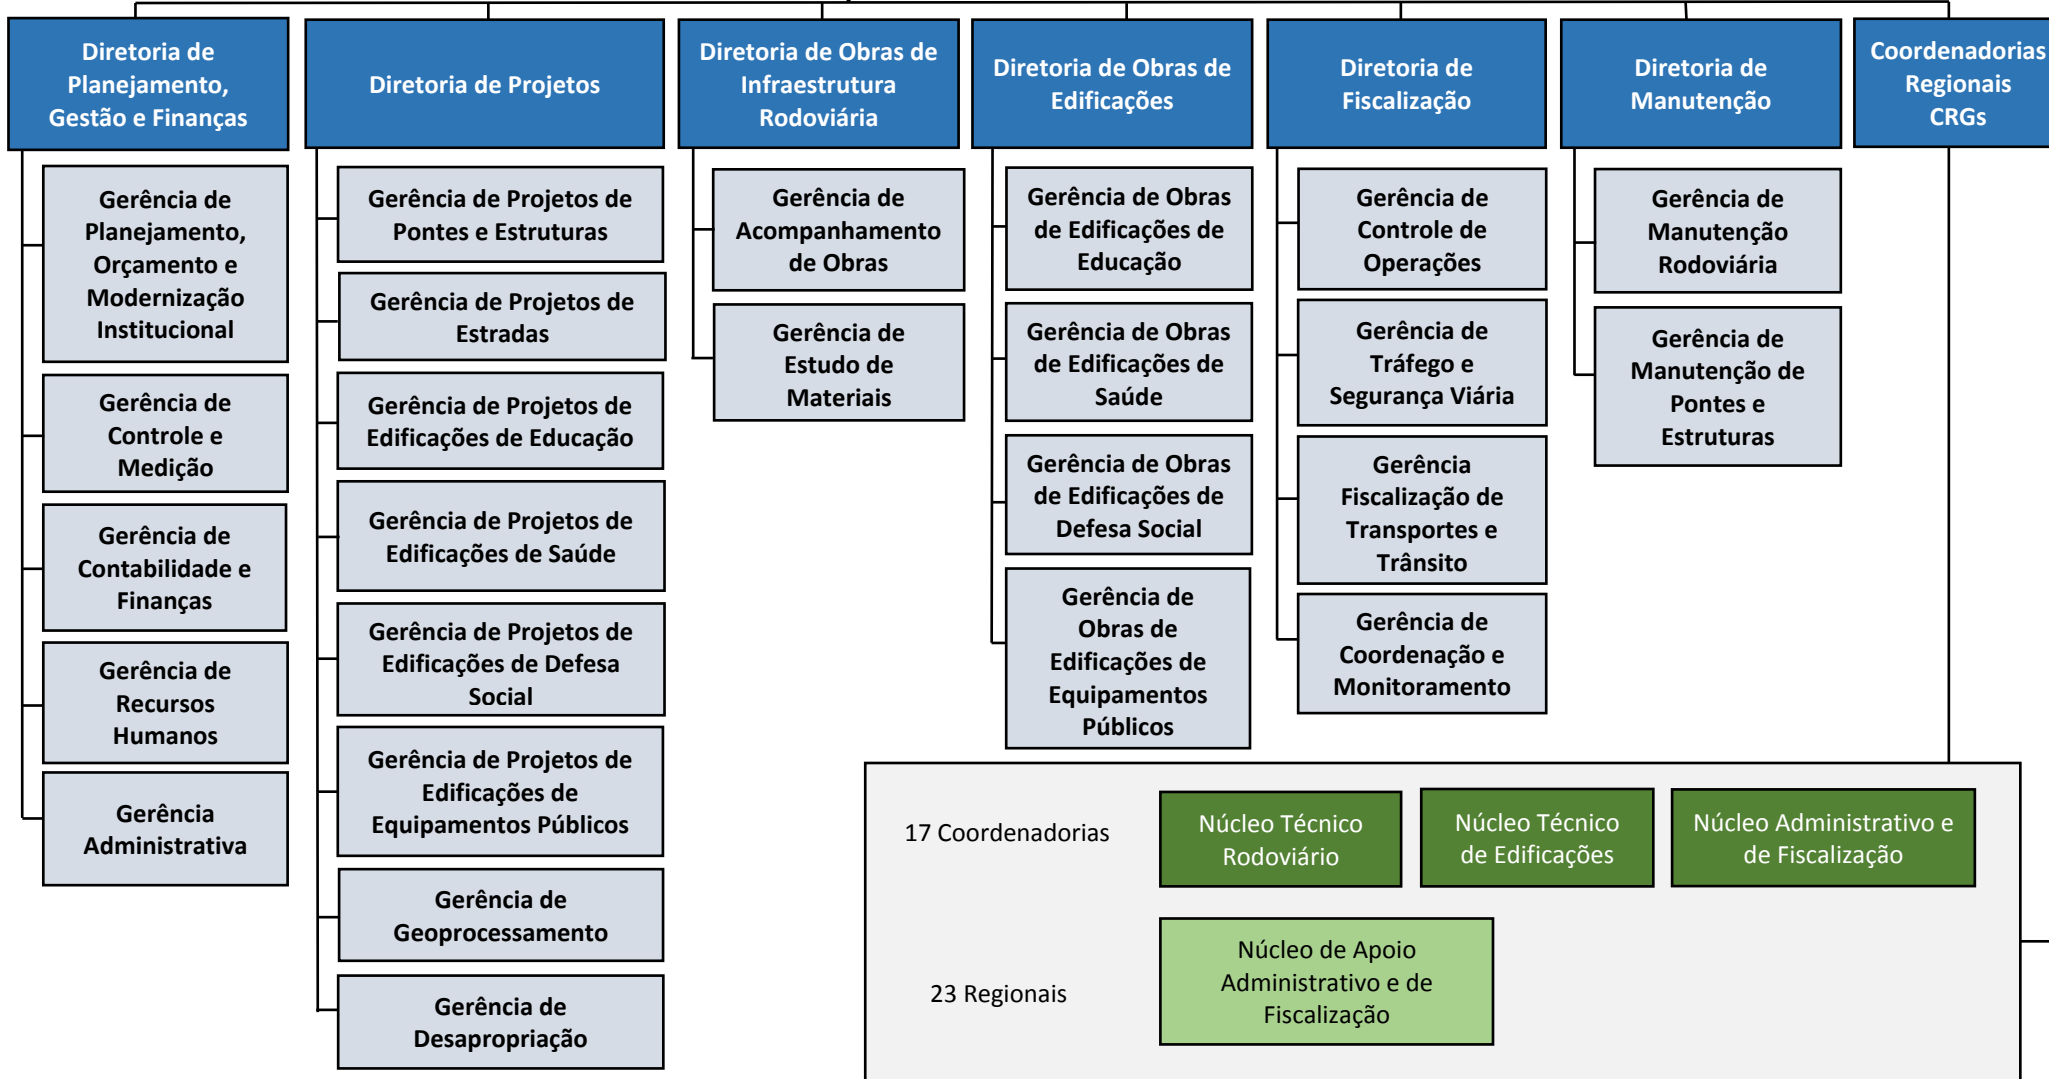 Diretoria de
Planejamento,
Gestão e Finanças
Diretoria de Projetos
Diretoria de Obras de
Infraestrutura
Rodoviária
Diretoria de Obras de
Edificações
Diretoria de
Fiscalização
Diretoria de
Manutenção
Coordenadorias
Regionais
CRGs
Gerência de
Planejamento,
Orçamento e
Modernização
Institucional
Gerência de
Controle e
Medição
Gerência de
Contabilidade e
Finanças
Gerência de
Recursos
Humanos
Gerência
Administrativa
Gerência de Projetos de
Pontes e Estruturas
Gerência de Projetos de
Estradas
Gerência de Projetos de
Edificações de Educação
Gerência de Projetos de
Edificações de Saúde
Gerência de Projetos de
Edificações de Defesa
Social
Gerência de Projetos de
Edificações de
Equipamentos Públicos
Gerência de
Geoprocessamento
Gerência de
Desapropriação
Gerência de
Acompanhamento
de Obras
Gerência de
Estudo de
Materiais
Gerência de Obras
de Edificações de
Educação
Gerência de Obras
de Edificações de
Saúde
Gerência de Obras
de Edificações de
Defesa Social
Gerência de
Obras de
Edificações de
Equipamentos
Públicos
Gerência de
Controle de
Operações
Gerência de
Tráfego e
Segurança Viária
Gerência
Fiscalização de
Transportes e
Trânsito
Gerência de
Coordenação e
Monitoramento
Gerência de
Manutenção
Rodoviária
Gerência de
Manutenção de
Pontes e
Estruturas
17 Coordenadorias
Núcleo Técnico
Rodoviário
Núcleo Técnico
de Edificações
Núcleo Administrativo e
de Fiscalização
23 Regionais
Núcleo de Apoio
Administrativo e de
Fiscalização